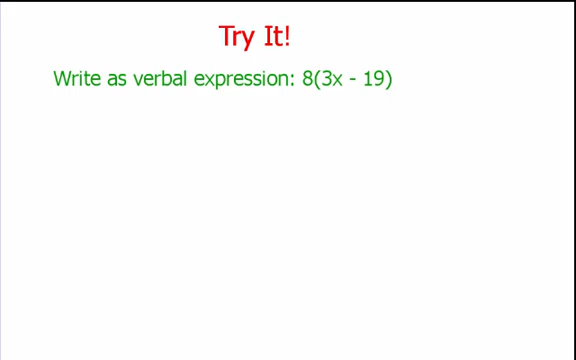 Try It!
Write as verbal expression: 8(3x - 19)